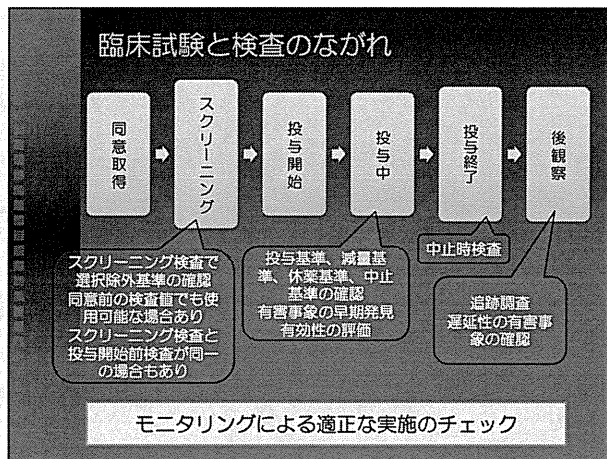 臨床試験と検査のながれ
同意取得
スクリーニング
投与開始
投与中
投与終了
後観察
スクリーニング検査で
選択除外基準の確認
同意前の検査値でも使
用可能な場合あり
スクリーニング検査と
投与開始前検査が同一
の場合もあり
投与基準、減量基
準、休薬基準、中止
基準の確認
有害事象の早期発見
有効性の評価
中止時検査
追跡調査
遅延性の有害事
象の確認
モニタリングによる適正な実施のチェック